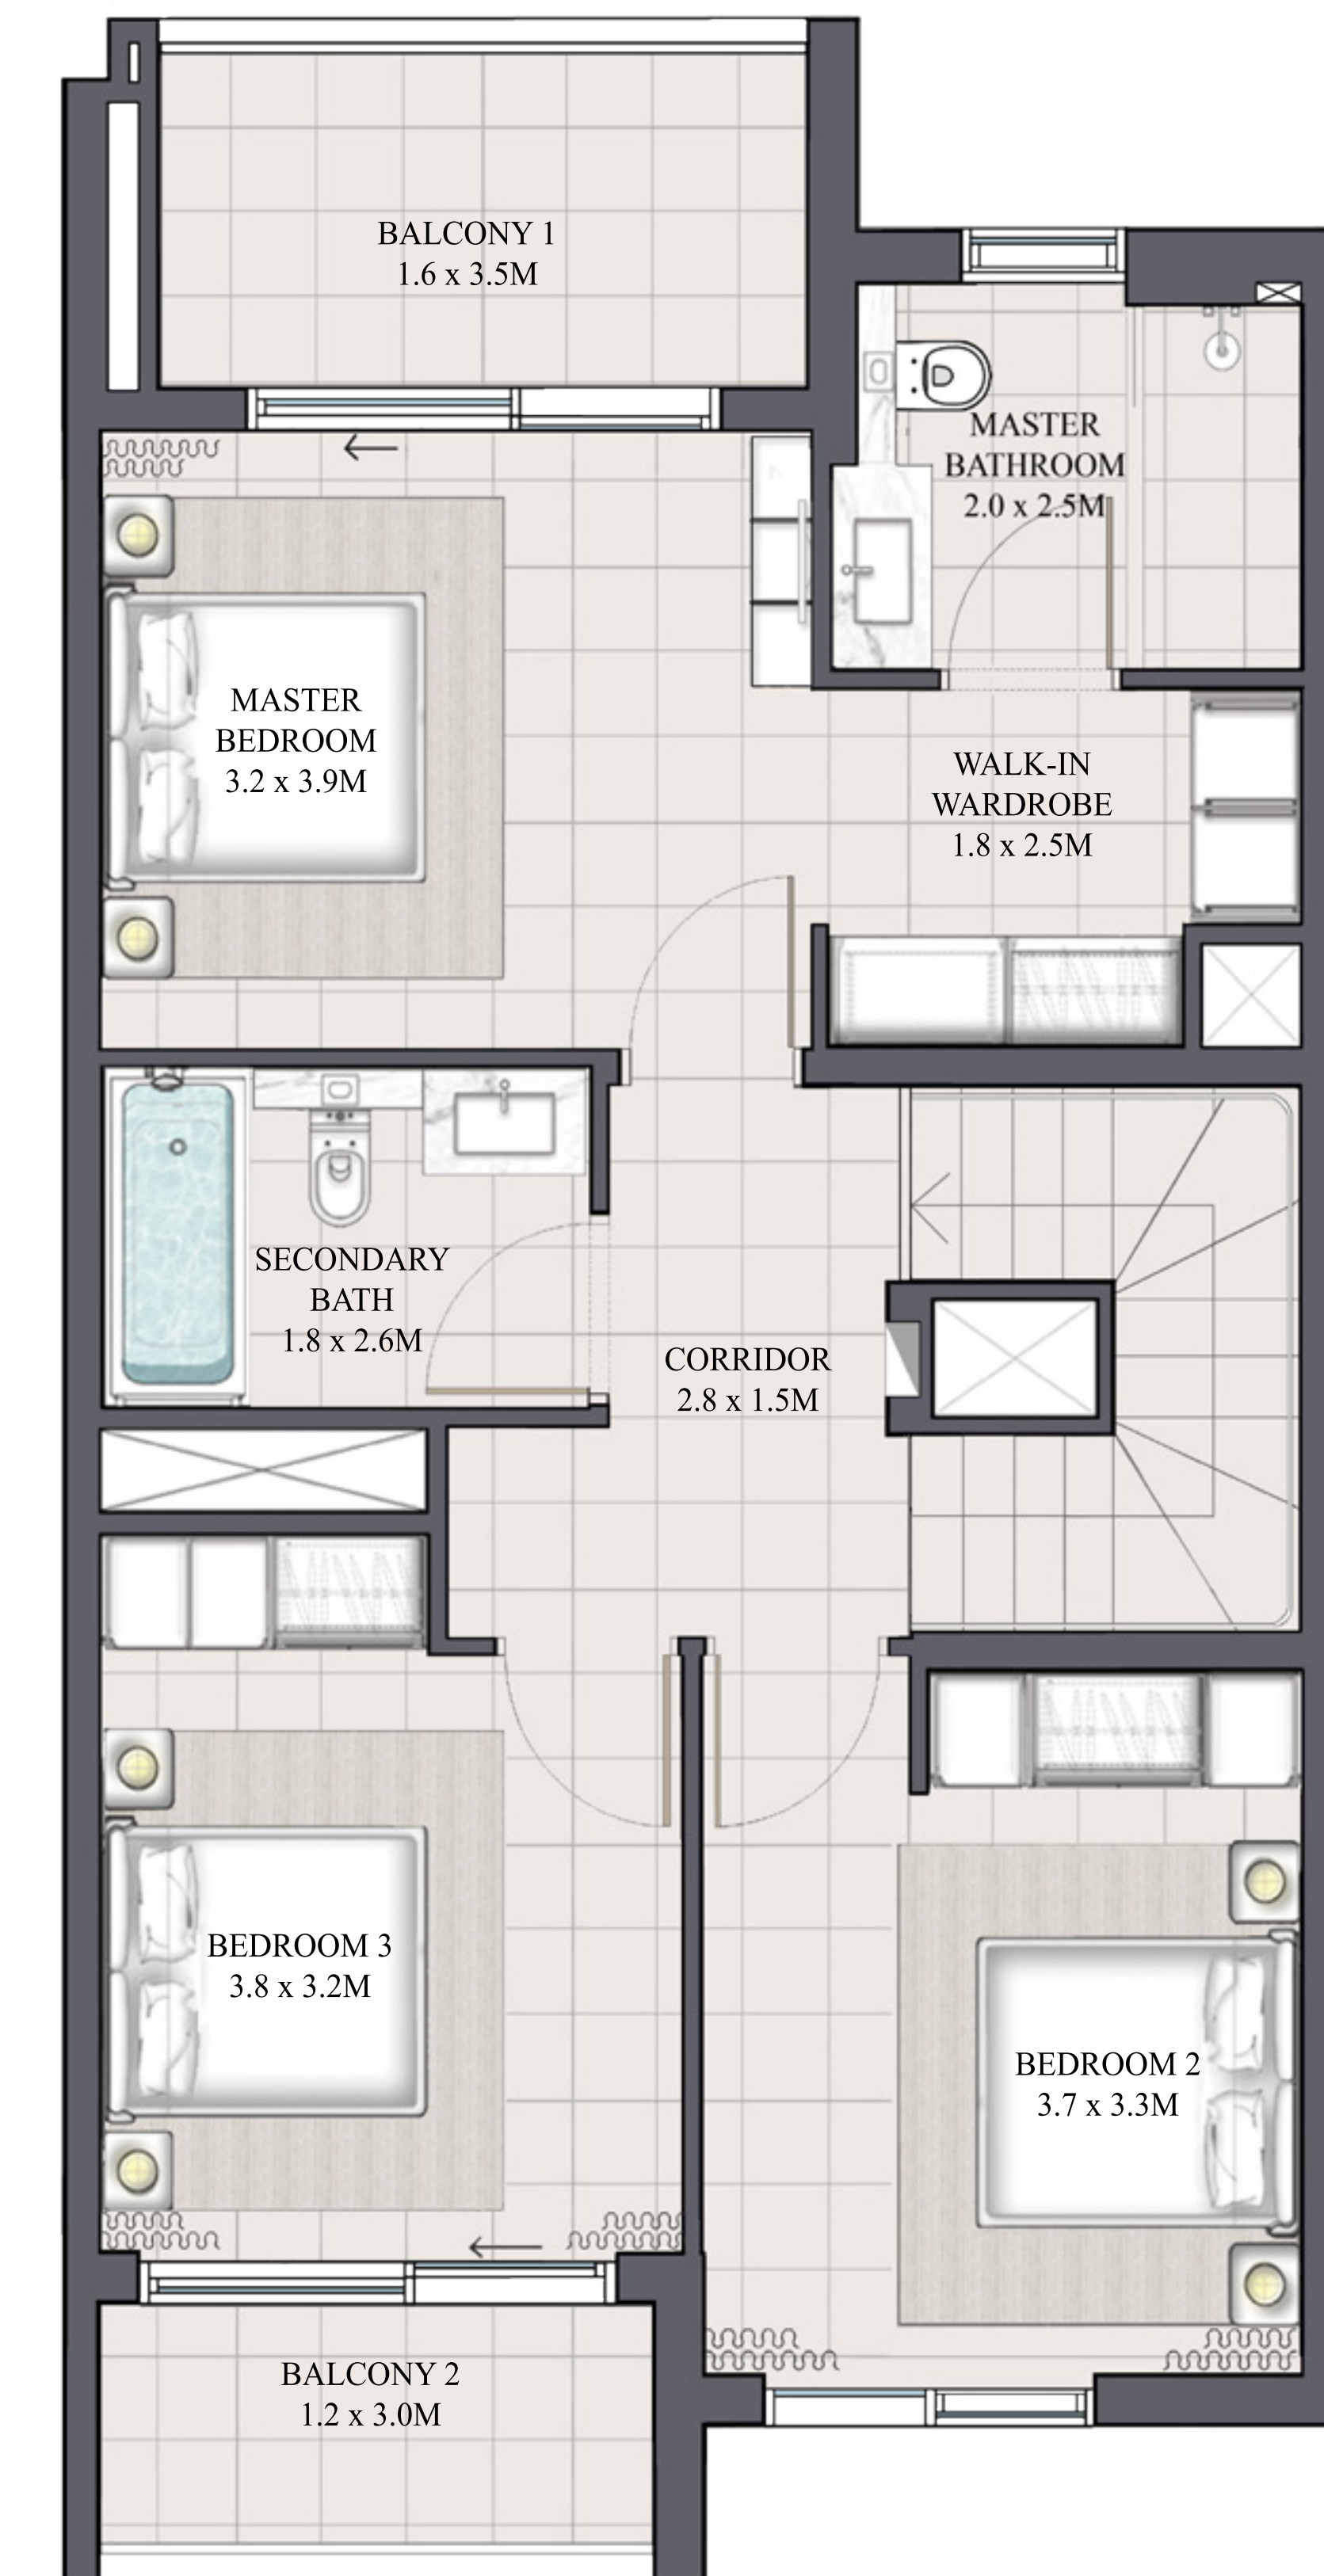 BALCONY 1
1.6 x 3.5M
MASTER
BATHROOM
2.0 x 2.5M
MASTER
BEDROOM
3.2 x 3.9M
WALK-IN
WARDROBE
1.8 x 2.5M
SECONDARY
BATH
1.8 x 2.6M
CORRIDOR
2.8 x 1.5M
BEDROOM 3
3.8 x 3.2M
BEDROOM 2
3.7 x 3.3M
BALCONY 2
1.2 x 3.0M